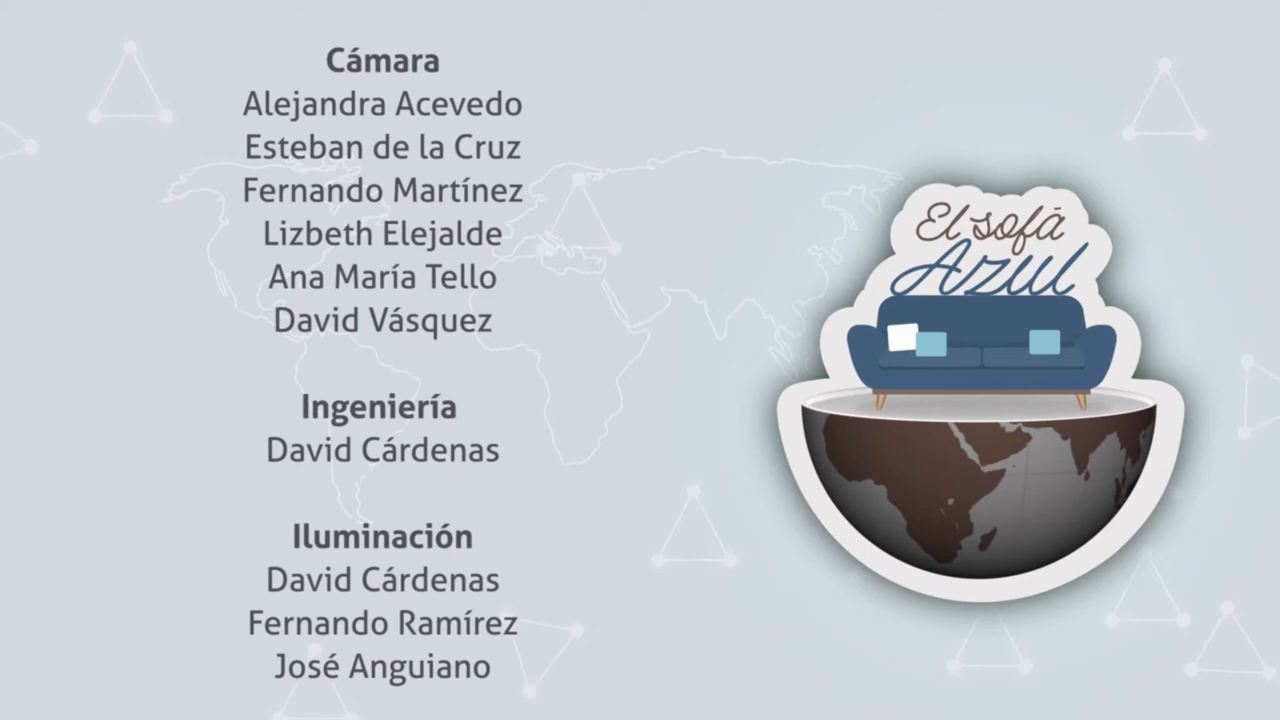 Cámara
Alejandra Acevedo
Esteban de la Cruz
Fernando Martínez
Lizbeth Elejalde
Ana María Tello
David Vásquez
Ingeniería
David Cárdenas
Iluminación
David Cárdenas
Fernando Ramírez
José Anguiano
El sofá
Azul